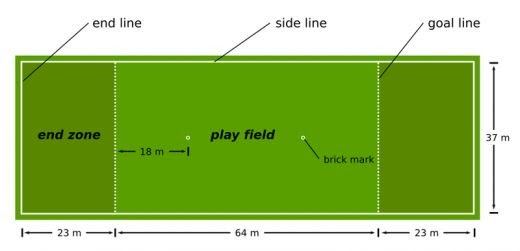 end line
side line
goal line
end zone
play field
18 m
brick mark
37 m
23 m
64 m
23 m